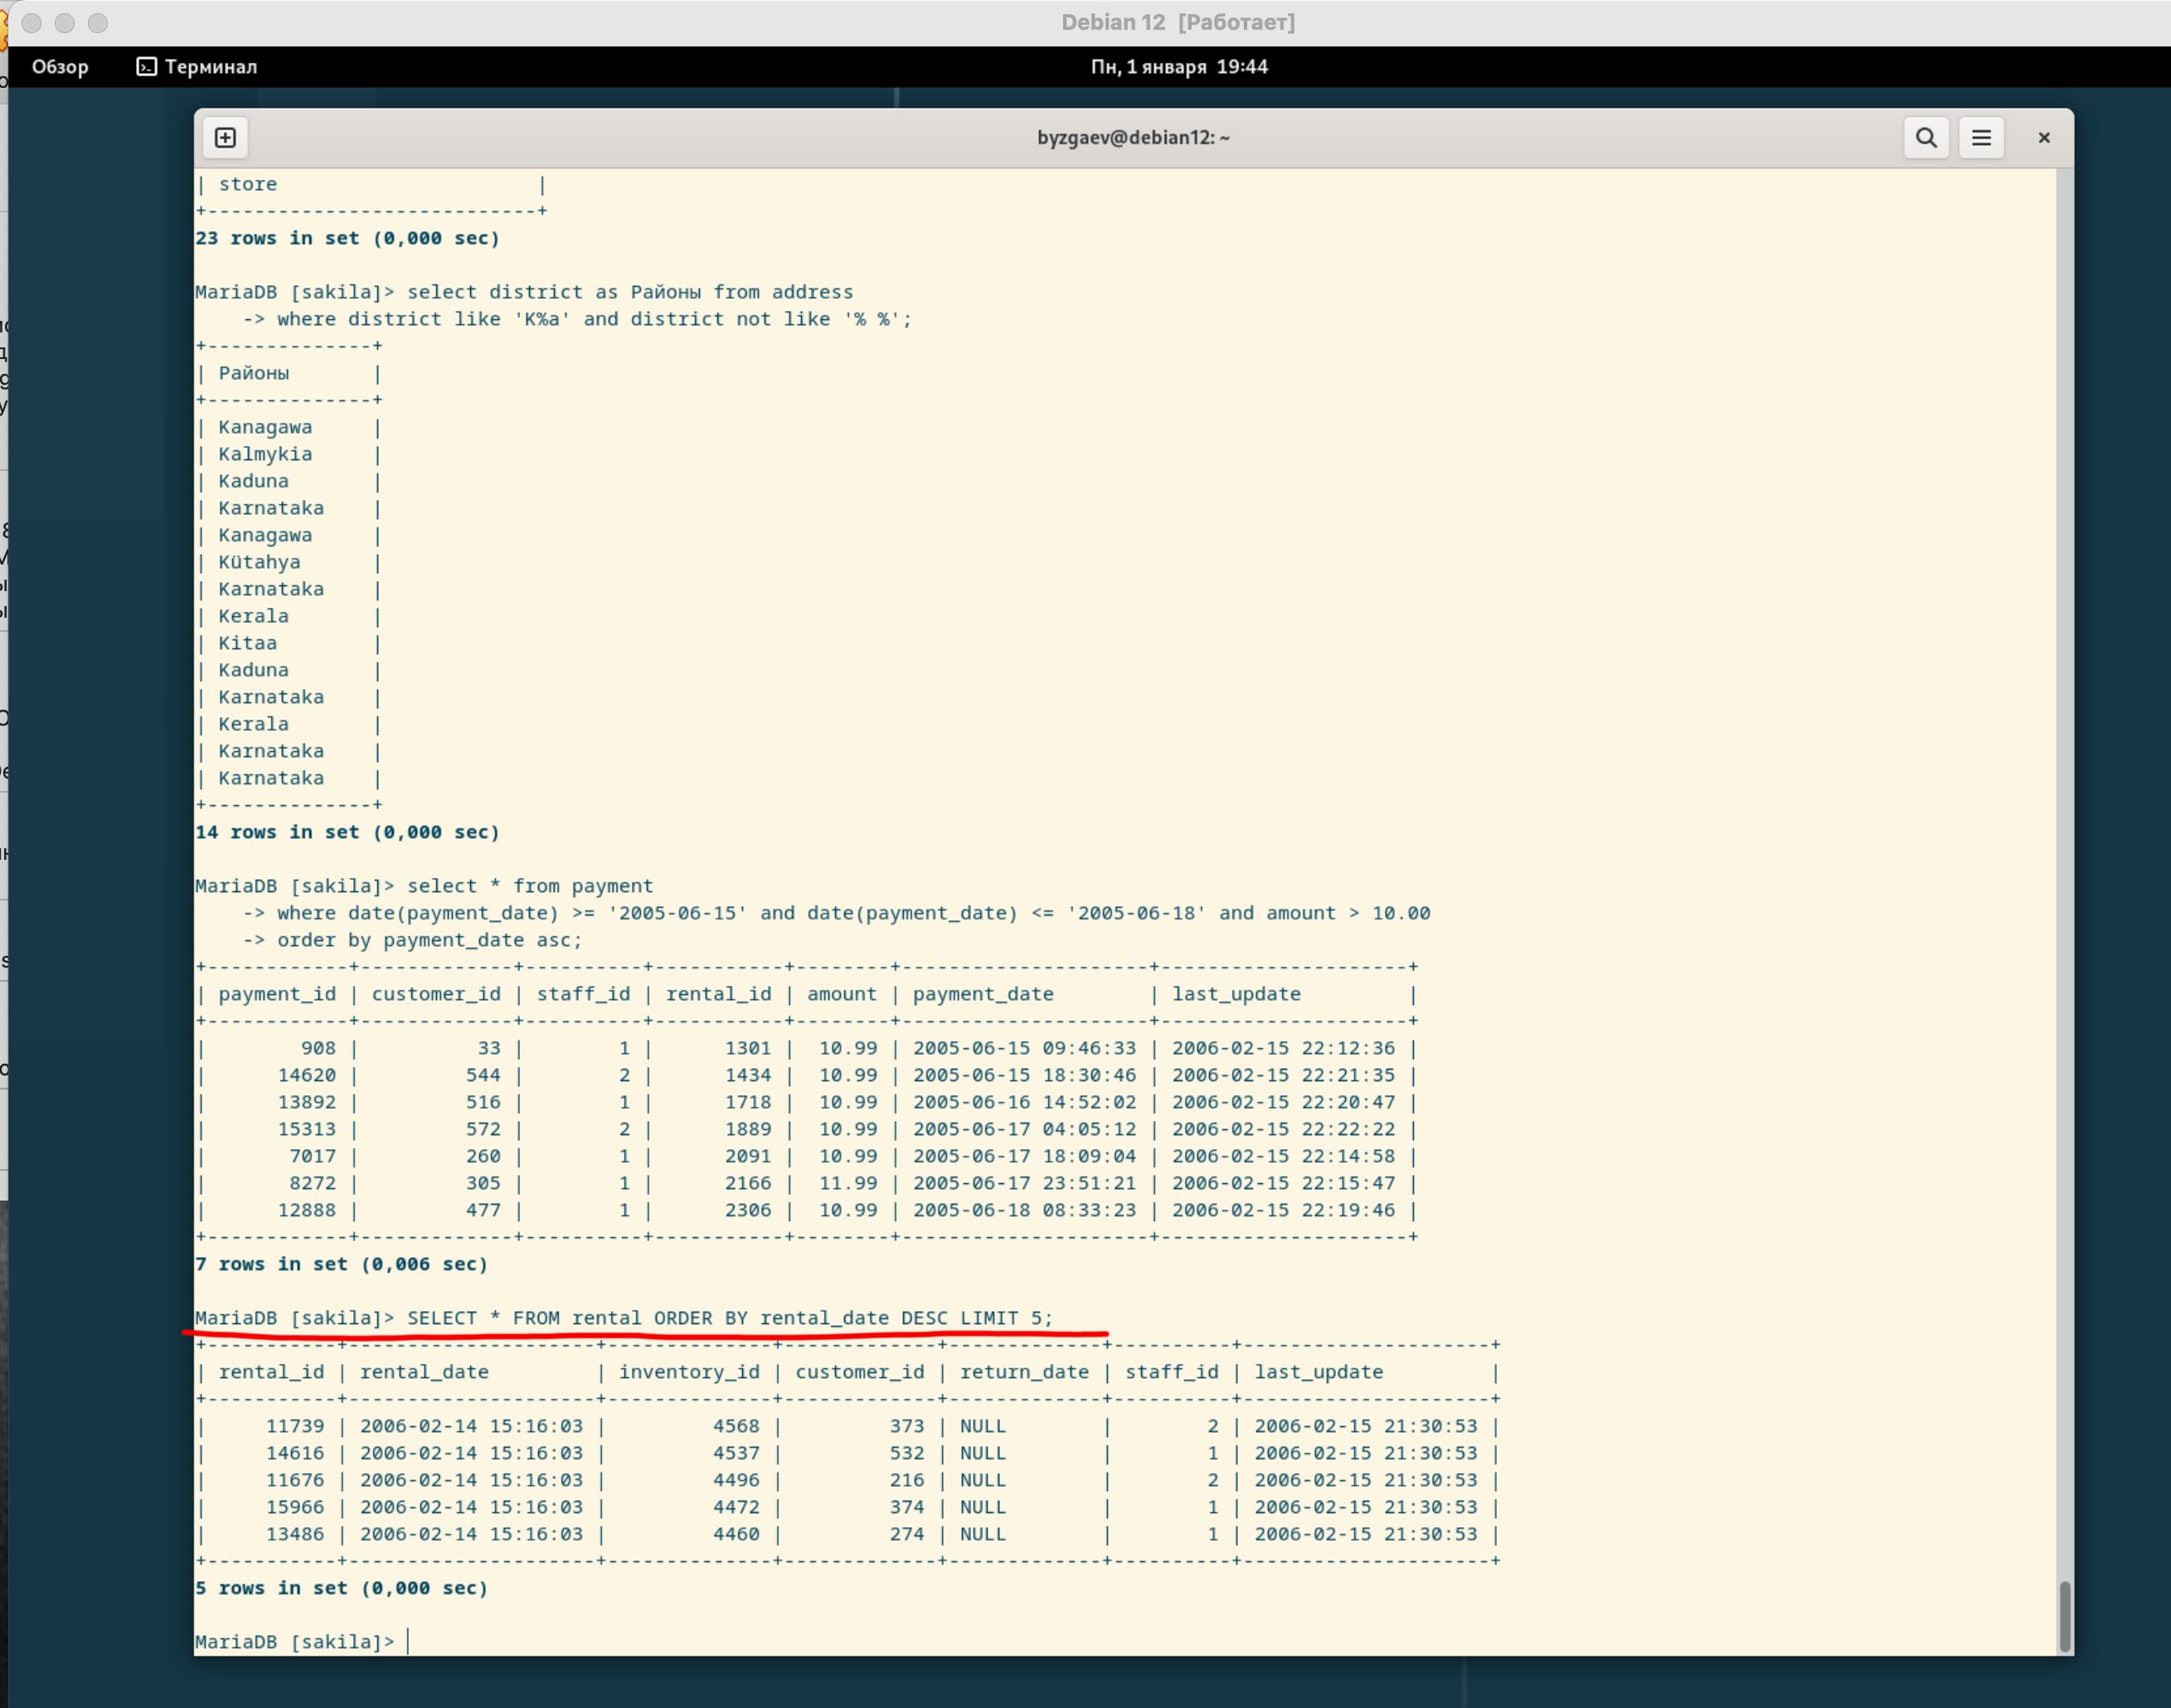 Debian 12 [Работает]
Обзор Терминал Пн, 1 января 19:44
byzgaev@debian12: ~
| store                      |
+----------------------------+
23 rows in set (0,000 sec)
MariaDB [sakila]> select district as Районы from address
    -> where district like 'K%a' and district not like '% %';
+--------------+
| Районы       |
+--------------+
| Kanagawa     |
| Kalmykia     |
| Kaduna       |
| Karnataka    |
| Kanagawa     |
| Kütahya      |
| Karnataka    |
| Kerala       |
| Kitaa        |
| Kaduna       |
| Karnataka    |
| Kerala       |
| Karnataka    |
| Karnataka    |
+--------------+
14 rows in set (0,000 sec)
MariaDB [sakila]> select * from payment
    -> where date(payment_date) >= '2005-06-15' and date(payment_date) <= '2005-06-18' and amount > 10.00
    -> order by payment_date asc;
+------------+-------------+----------+-----------+--------+---------------------+---------------------+
| payment_id | customer_id | staff_id | rental_id | amount | payment_date        | last_update         |
+------------+-------------+----------+-----------+--------+---------------------+---------------------+
|        908 |          33 |        1 |      1301 |  10.99 | 2005-06-15 09:46:33 | 2006-02-15 22:12:36 |
|      14620 |         544 |        2 |      1434 |  10.99 | 2005-06-15 18:30:46 | 2006-02-15 22:21:35 |
|      13892 |         516 |        1 |      1718 |  10.99 | 2005-06-16 14:52:02 | 2006-02-15 22:20:47 |
|      15313 |         572 |        2 |      1889 |  10.99 | 2005-06-17 04:05:12 | 2006-02-15 22:22:22 |
|       7017 |         260 |        1 |      2091 |  10.99 | 2005-06-17 18:09:04 | 2006-02-15 22:14:58 |
|       8272 |         305 |        1 |      2166 |  11.99 | 2005-06-17 23:51:21 | 2006-02-15 22:15:47 |
|      12888 |         477 |        1 |      2306 |  10.99 | 2005-06-18 08:33:23 | 2006-02-15 22:19:46 |
+------------+-------------+----------+-----------+--------+---------------------+---------------------+
7 rows in set (0,006 sec)
MariaDB [sakila]> SELECT * FROM rental ORDER BY rental_date DESC LIMIT 5;
+-----------+---------------------+--------------+-------------+-------------+----------+---------------------+
| rental_id | rental_date         | inventory_id | customer_id | return_date | staff_id | last_update         |
+-----------+---------------------+--------------+-------------+-------------+----------+---------------------+
|     11739 | 2006-02-14 15:16:03 |         4568 |         373 | NULL        |        2 | 2006-02-15 21:30:53 |
|     14616 | 2006-02-14 15:16:03 |         4537 |         532 | NULL        |        1 | 2006-02-15 21:30:53 |
|     11676 | 2006-02-14 15:16:03 |         4496 |         216 | NULL        |        2 | 2006-02-15 21:30:53 |
|     15966 | 2006-02-14 15:16:03 |         4472 |         374 | NULL        |        1 | 2006-02-15 21:30:53 |
|     13486 | 2006-02-14 15:16:03 |         4460 |         274 | NULL        |        1 | 2006-02-15 21:30:53 |
+-----------+---------------------+--------------+-------------+-------------+----------+---------------------+
5 rows in set (0,000 sec)
MariaDB [sakila]>